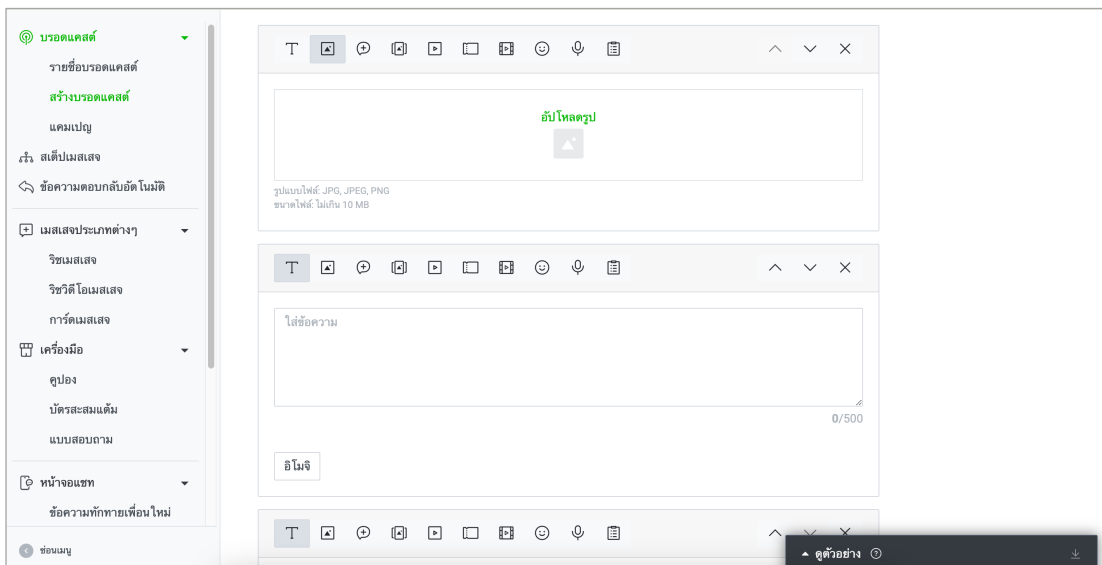 บรอดแคสต์
รายชื่อบรอดแคสต์
สร้างบรอดแคสต์
แคมเปญ
สเต็ปเมสเสจ
ข้อความตอบกลับอัตโนมัติ
เมสเสจประเภทต่างๆ
ริชเมสเสจ
ริชวิดีโอเมสเสจ
การ์ดเมสเสจ
เครื่องมือ
คูปอง
บัตรสะสมแต้ม
แบบสอบถาม
หน้าจอแชท
ข้อความทักทายเพื่อนใหม่
ซ่อนเมนู
อัปโหลดรูป
รูปแบบไฟล์: JPG, JPEG, PNG
ขนาดไฟล์: ไม่เกิน 10 MB
ใส่ข้อความ
0/500
อิโมจิ
ดูตัวอย่าง